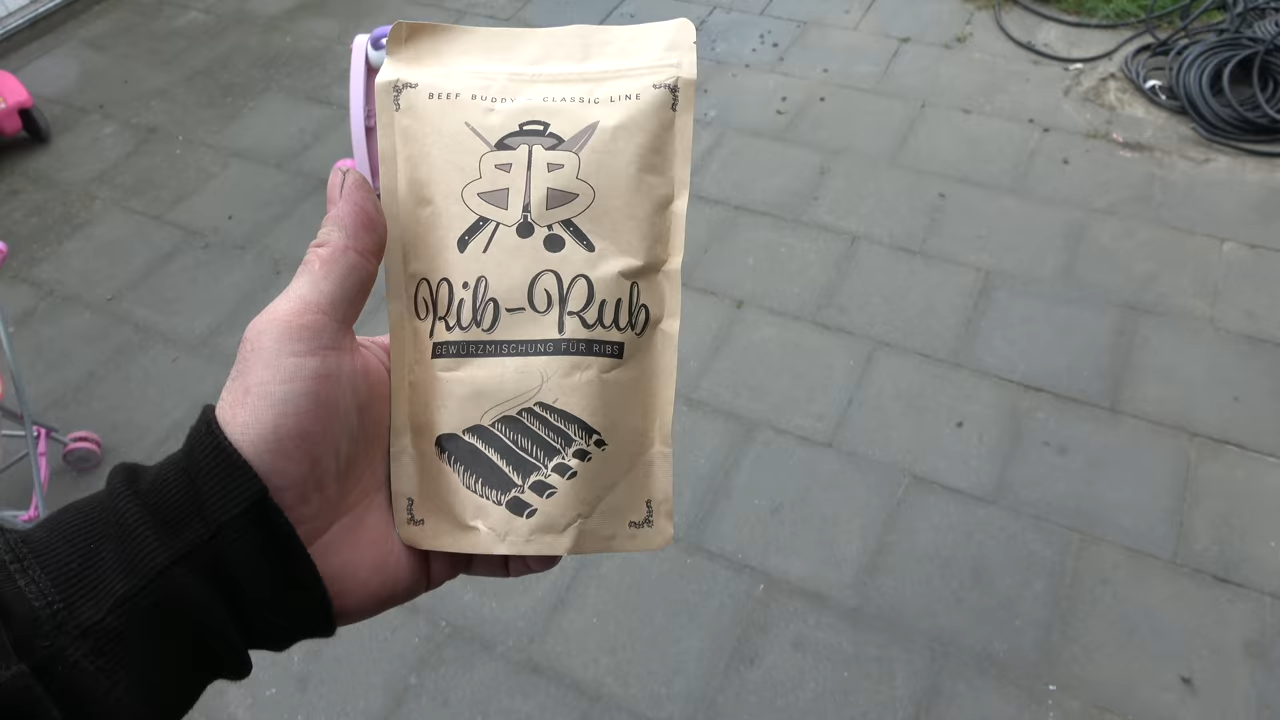 BEEF BUDDY - CLASSIC LINE
BB
Rib-Rub
GEWÜRZMISCHUNG FÜR RIBS